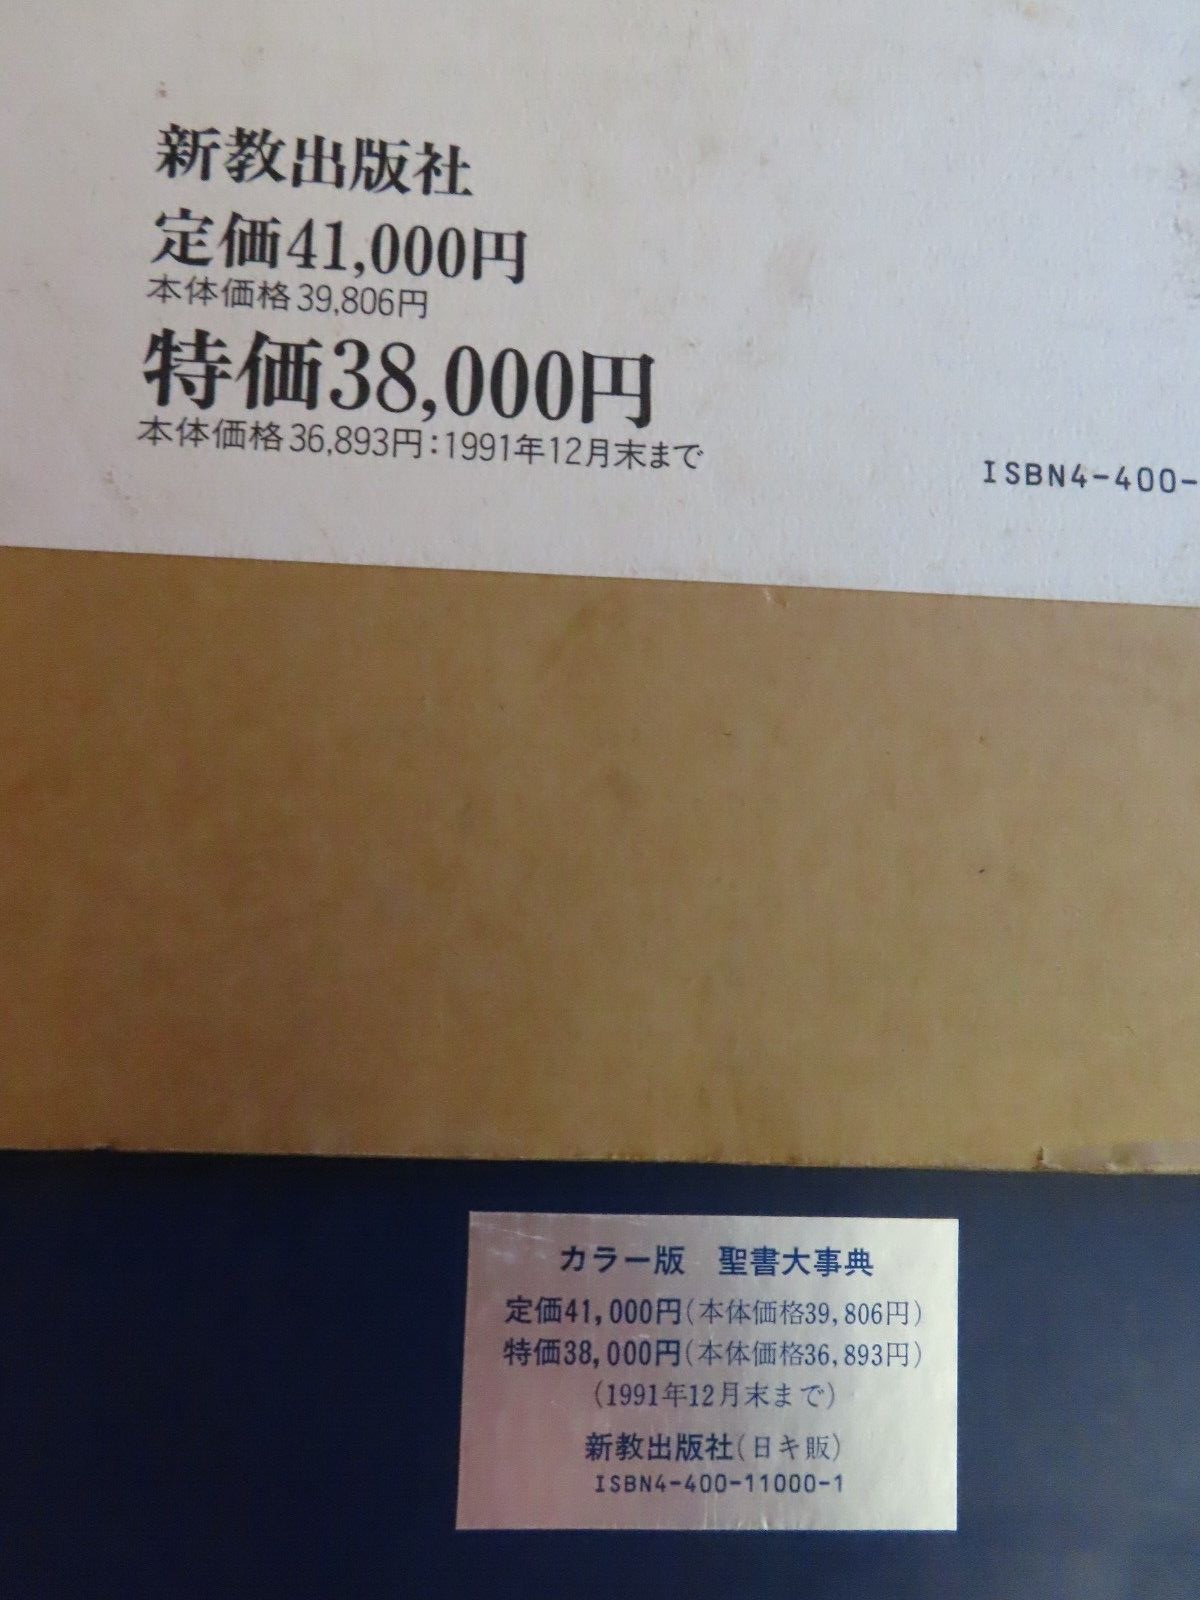 新教出版社
定価41,000円
本体価格39,806円
特価38,000円
本体価格36,893円：1991年12月末まで
ISBN4-400-
カラー版　聖書大事典
定価41,000円(本体価格39,806円)
特価38,000円(本体価格36,893円)
(1991年12月末まで)
新教出版社(日キ販)
ISBN4-400-11000-1